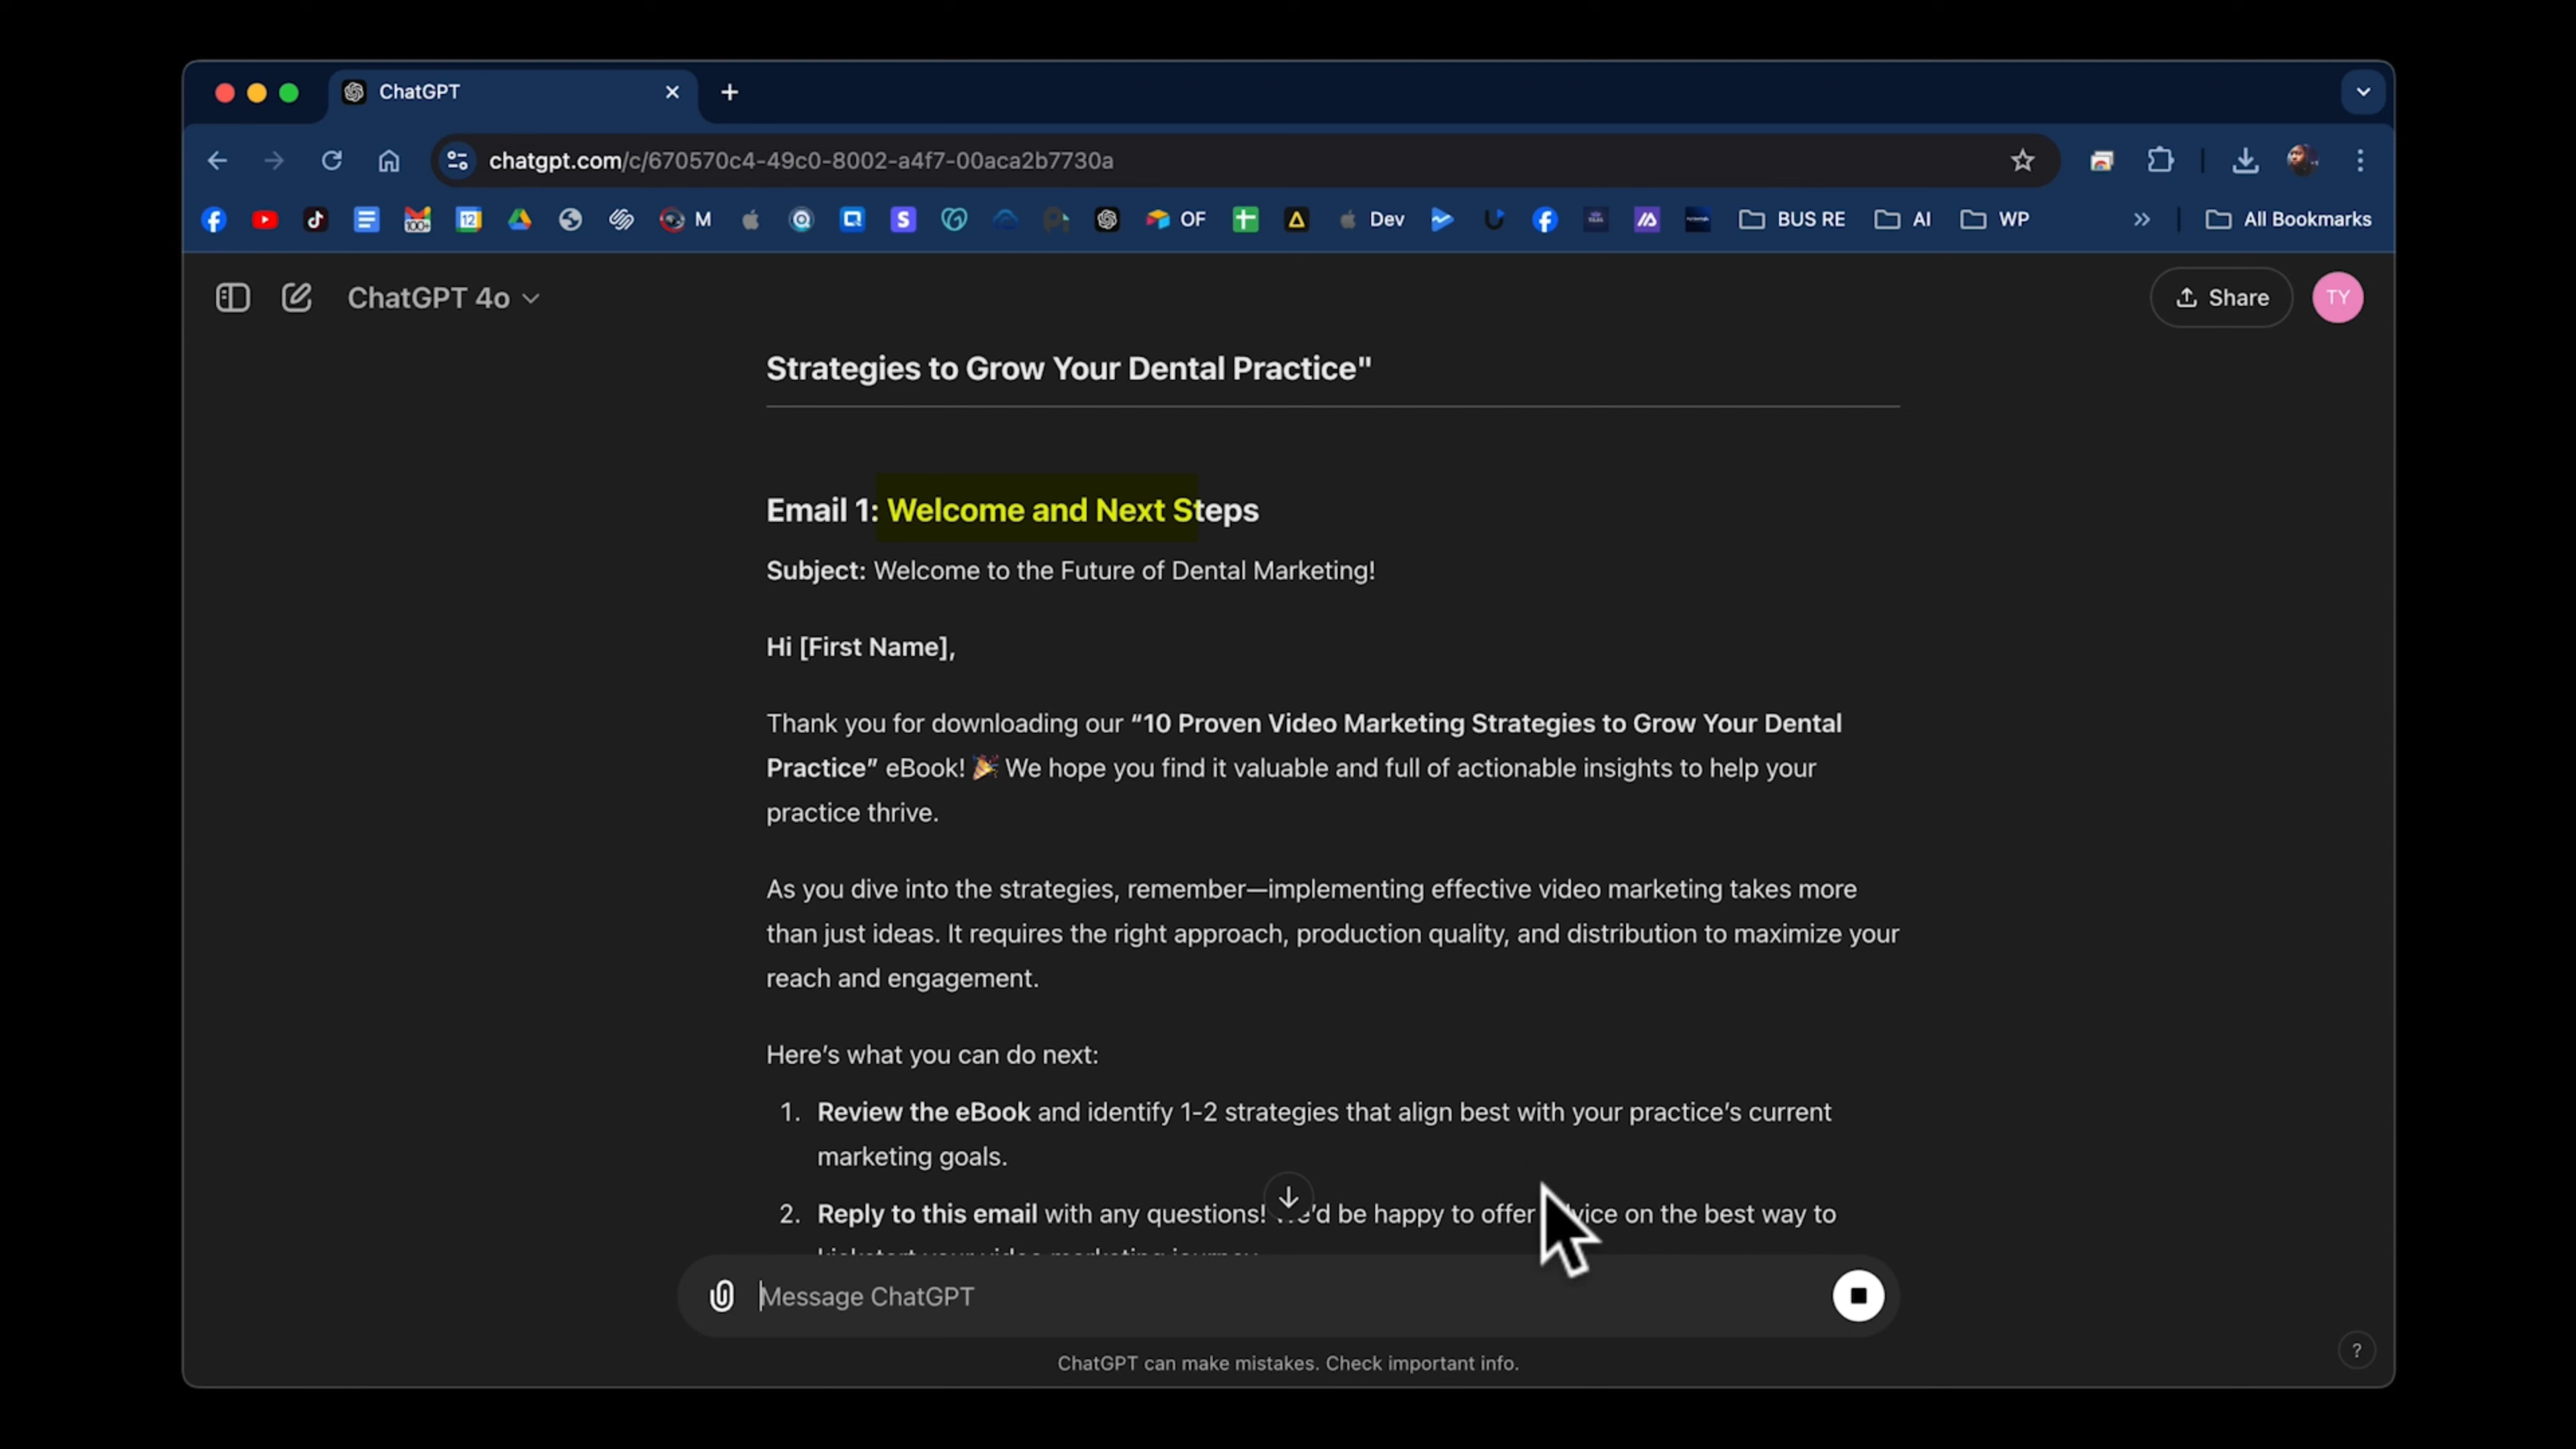 ChatGPT
chatgpt.com/c/670570c4-49c0-8002-a4f7-00aca2b7730a
M
OF
Dev
BUS RE
AI
WP
All Bookmarks
ChatGPT 4o
Share
TY
Strategies to Grow Your Dental Practice"
Email 1: Welcome and Next Steps
Subject: Welcome to the Future of Dental Marketing!
Hi [First Name],
Thank you for downloading our “10 Proven Video Marketing Strategies to Grow Your Dental
Practice” eBook! 🎉 We hope you find it valuable and full of actionable insights to help your
practice thrive.
As you dive into the strategies, remember—implementing effective video marketing takes more
than just ideas. It requires the right approach, production quality, and distribution to maximize your
reach and engagement.
Here’s what you can do next:
1. Review the eBook and identify 1-2 strategies that align best with your practice’s current
marketing goals.
2. Reply to this email with any questions! We’d be happy to offer advice on the best way to
kickstart your video marketing journey.
Message ChatGPT
ChatGPT can make mistakes. Check important info.
?